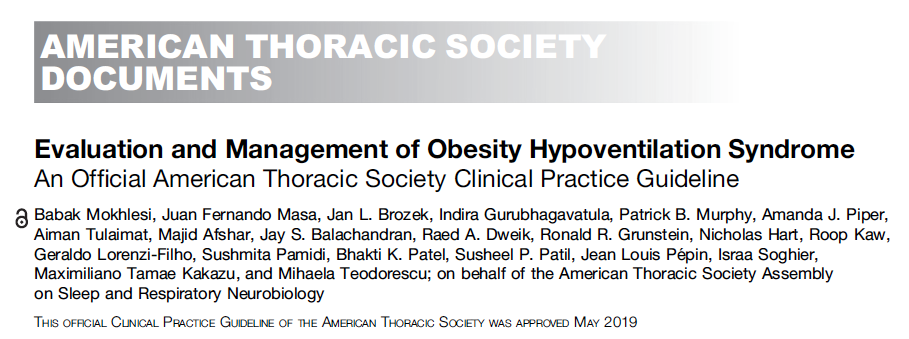 AMERICAN THORACIC SOCIETY
DOCUMENTS
Evaluation and Management of Obesity Hypoventilation Syndrome
An Official American Thoracic Society Clinical Practice Guideline
Babak Mokhlesi, Juan Fernando Masa, Jan L. Brozek, Indira Gurubhagavatula, Patrick B. Murphy, Amanda J. Piper,
Aiman Tulaimat, Majid Afshar, Jay S. Balachandran, Raed A. Dweik, Ronald R. Grunstein, Nicholas Hart, Roop Kaw,
Geraldo Lorenzi-Filho, Sushmita Pamidi, Bhakti K. Patel, Susheel P. Patil, Jean Louis Pépin, Israa Soghier,
Maximiliano Tamae Kakazu, and Mihaela Teodorescu; on behalf of the American Thoracic Society Assembly
on Sleep and Respiratory Neurobiology
THIS OFFICIAL CLINICAL PRACTICE GUIDELINE OF THE AMERICAN THORACIC SOCIETY WAS APPROVED MAY 2019